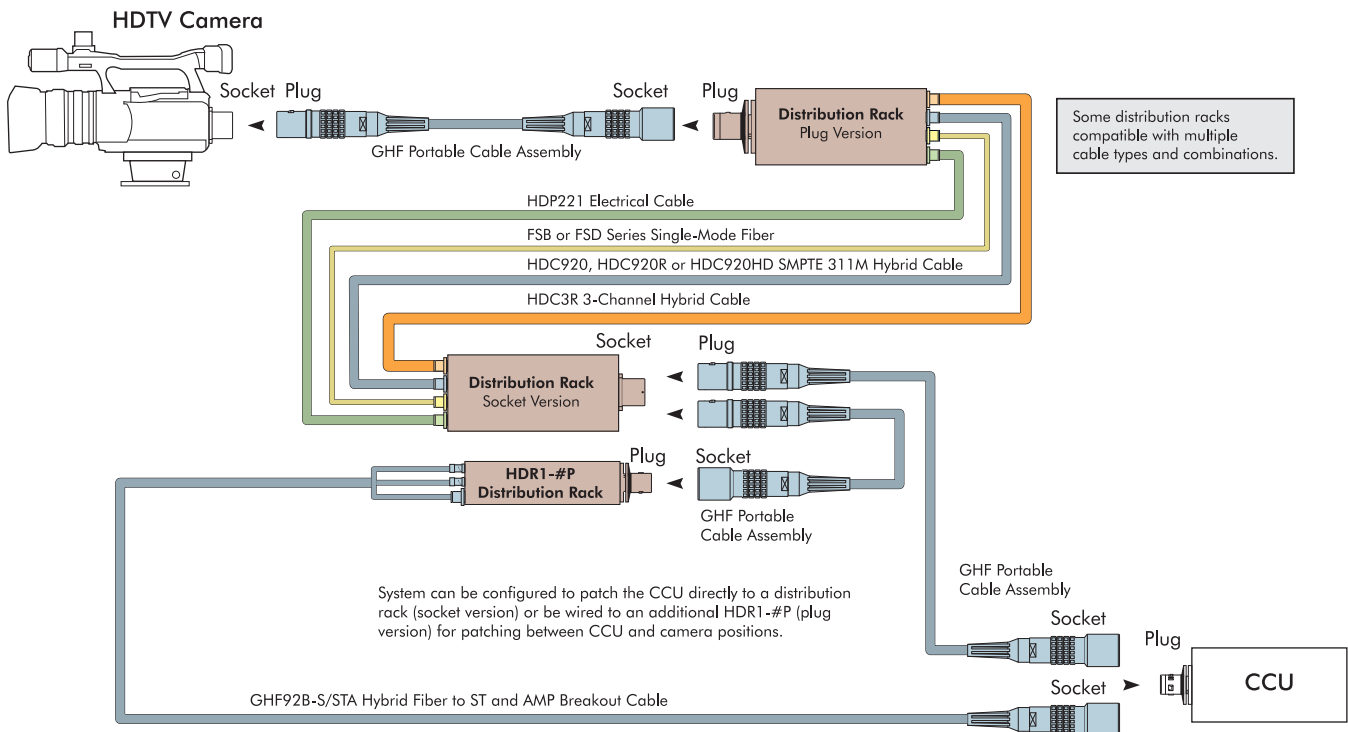 HDTV Camera
Socket Plug
Socket
Plug
GHF Portable Cable Assembly
Distribution Rack
Plug Version
Some distribution racks
compatible with multiple
cable types and combinations.
HDP221 Electrical Cable
FSB or FSD Series Single-Mode Fiber
HDC920, HDC920R or HDC920HD SMPTE 311M Hybrid Cable
HDC3R 3-Channel Hybrid Cable
Socket
Plug
Distribution Rack
Socket Version
Plug
Socket
HDR1-#P
Distribution Rack
GHF Portable
Cable Assembly
System can be configured to patch the CCU directly to a distribution
rack (socket version) or be wired to an additional HDR1-#P (plug
version) for patching between CCU and camera positions.
GHF Portable
Cable Assembly
Socket
Plug
CCU
GHF92B-S/STA Hybrid Fiber to ST and AMP Breakout Cable
Socket